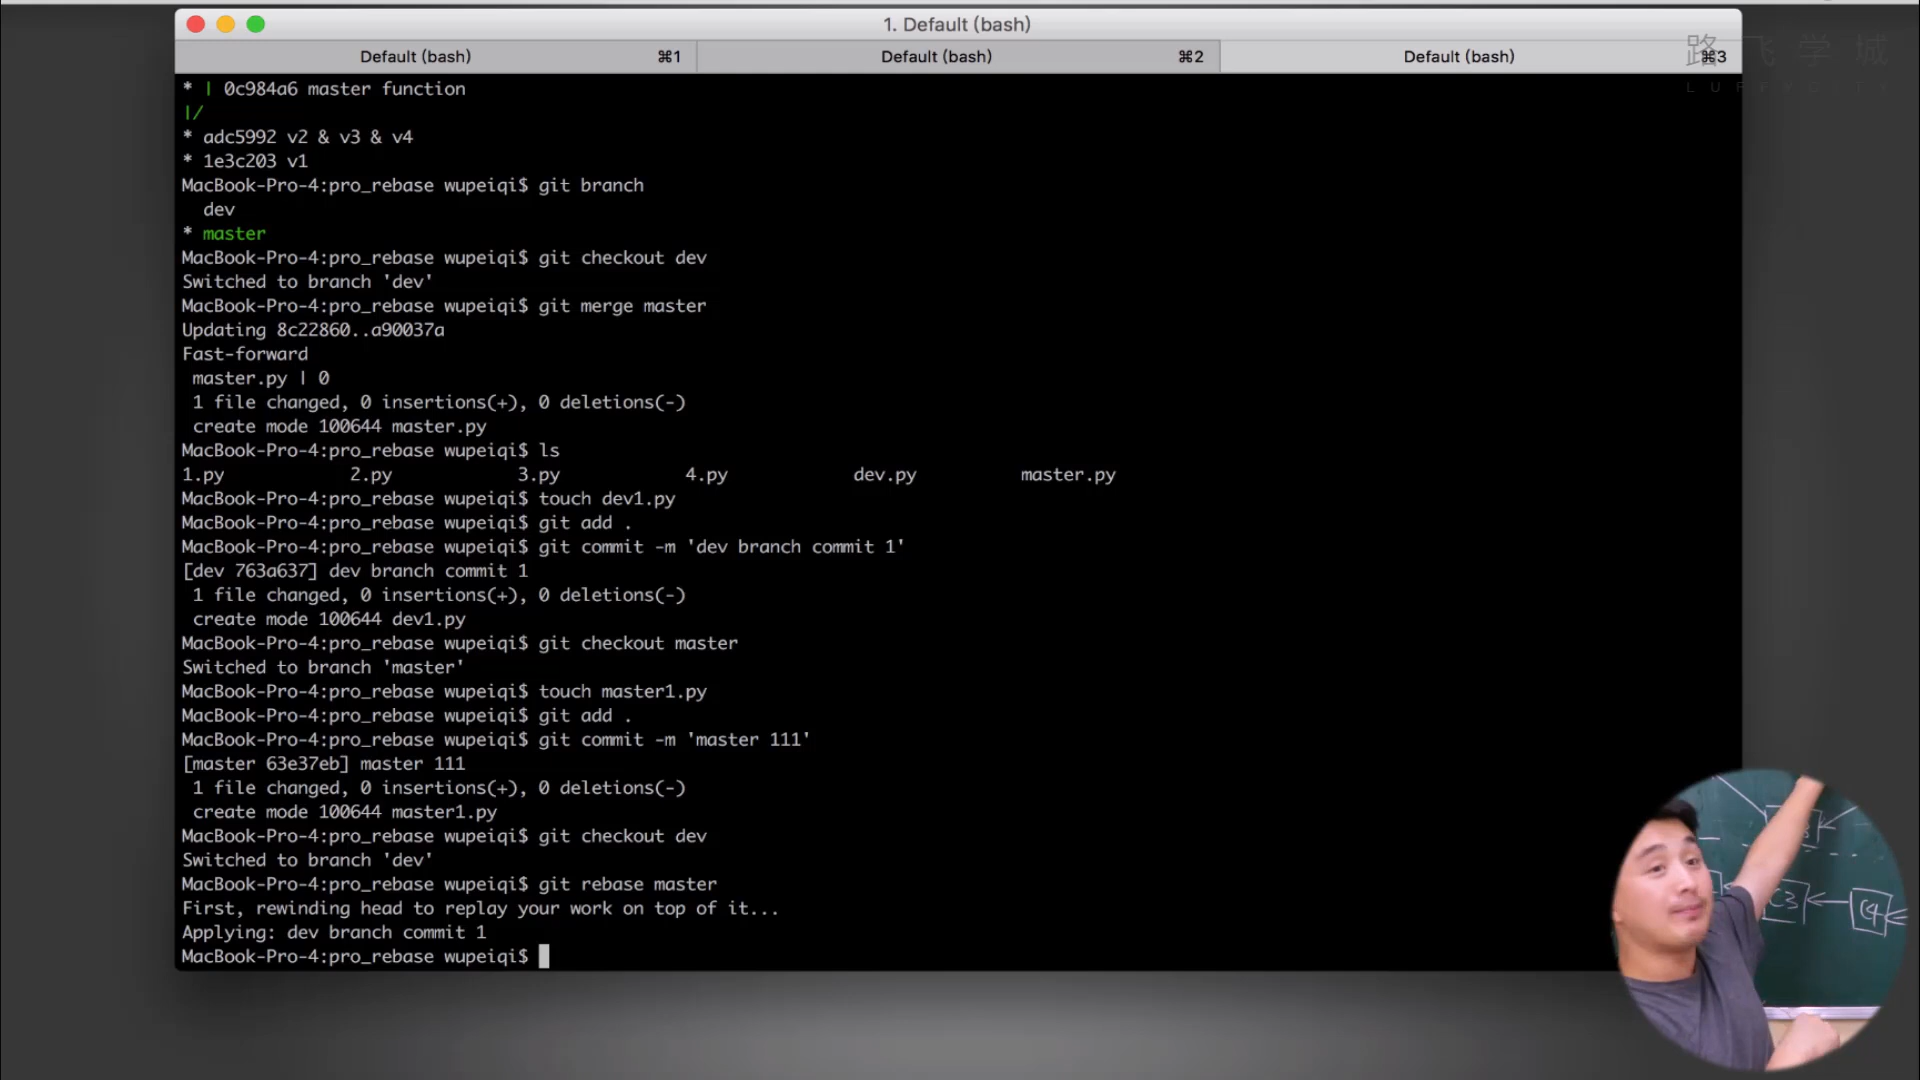 1. Default (bash)
Default (bash) ⌘1 Default (bash) ⌘2 Default (bash) ⌘3
路飞学城
* | 0c984a6 master function
|/
* adc5992 v2 & v3 & v4
* 1e3c203 v1
MacBook-Pro-4:pro_rebase wupeiqi$ git branch
dev
* master
MacBook-Pro-4:pro_rebase wupeiqi$ git checkout dev
Switched to branch 'dev'
MacBook-Pro-4:pro_rebase wupeiqi$ git merge master
Updating 8c22860..a90037a
Fast-forward
master.py | 0
1 file changed, 0 insertions(+), 0 deletions(-)
create mode 100644 master.py
MacBook-Pro-4:pro_rebase wupeiqi$ ls
1.py 2.py 3.py 4.py dev.py master.py
MacBook-Pro-4:pro_rebase wupeiqi$ touch dev1.py
MacBook-Pro-4:pro_rebase wupeiqi$ git add .
MacBook-Pro-4:pro_rebase wupeiqi$ git commit -m 'dev branch commit 1'
[dev 763a637] dev branch commit 1
1 file changed, 0 insertions(+), 0 deletions(-)
create mode 100644 dev1.py
MacBook-Pro-4:pro_rebase wupeiqi$ git checkout master
Switched to branch 'master'
MacBook-Pro-4:pro_rebase wupeiqi$ touch master1.py
MacBook-Pro-4:pro_rebase wupeiqi$ git add .
MacBook-Pro-4:pro_rebase wupeiqi$ git commit -m 'master 111'
[master 63e37eb] master 111
1 file changed, 0 insertions(+), 0 deletions(-)
create mode 100644 master1.py
MacBook-Pro-4:pro_rebase wupeiqi$ git checkout dev
Switched to branch 'dev'
MacBook-Pro-4:pro_rebase wupeiqi$ git rebase master
First, rewinding head to replay your work on top of it...
Applying: dev branch commit 1
MacBook-Pro-4:pro_rebase wupeiqi$
C3 C4